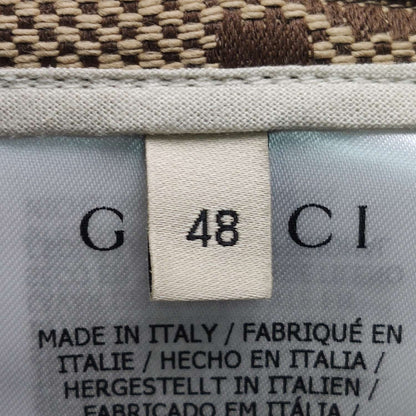 G CI
48
MADE IN ITALY / FABRIQUÉ EN
ITALIE / HECHO EN ITALIA /
HERGESTELLT IN ITALIEN /
FABRICADO EM ITÁLIA